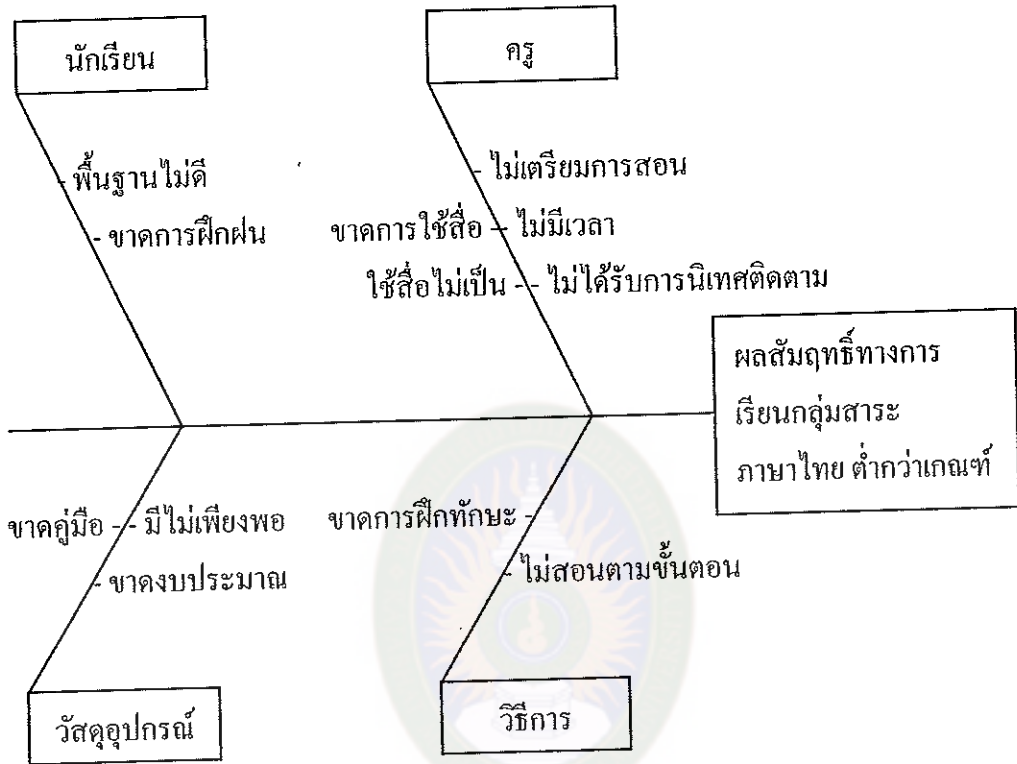 นักเรียน
ครู
- พื้นฐานไม่ดี
- ขาดการฝึกฝน
- ไม่เตรียมการสอน
ขาดการใช้สื่อ - ไม่มีเวลา
ใช้สื่อไม่เป็น - - ไม่ได้รับการนิเทศติดตาม
ผลสัมฤทธิ์ทางการ
เรียนกลุ่มสาระ
ภาษาไทย ต่ำกว่าเกณฑ์
ขาดคู่มือ - - มีไม่เพียงพอ
- ขาดงบประมาณ
ขาดการฝึกทักษะ -
- ไม่สอนตามขั้นตอน
วัสดุอุปกรณ์
วิธีการ